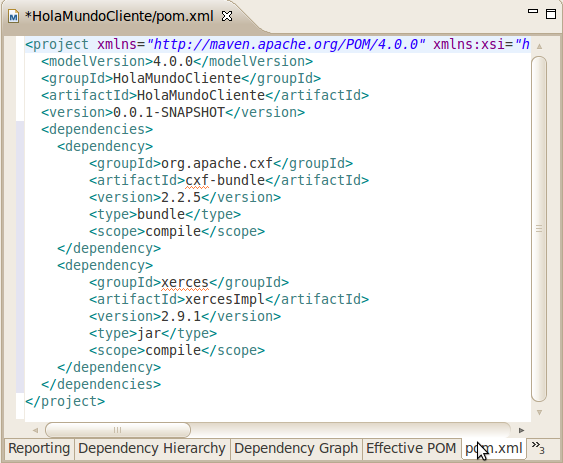 *HolaMundoCliente/pom.xml
<project xmlns="http://maven.apache.org/POM/4.0.0" xmlns:xsi="h
<modelVersion>4.0.0</modelVersion>
<groupId>HolaMundoCliente</groupId>
<artifactId>HolaMundoCliente</artifactId>
<version>0.0.1-SNAPSHOT</version>
<dependencies>
<dependency>
<groupId>org.apache.cxf</groupId>
<artifactId>cxf-bundle</artifactId>
<version>2.2.5</version>
<type>bundle</type>
<scope>compile</scope>
</dependency>
<dependency>
<groupId>xerces</groupId>
<artifactId>xercesImpl</artifactId>
<version>2.9.1</version>
<type>jar</type>
<scope>compile</scope>
</dependency>
</dependencies>
</project>
Reporting Dependency Hierarchy Dependency Graph Effective POM pom.xml »3